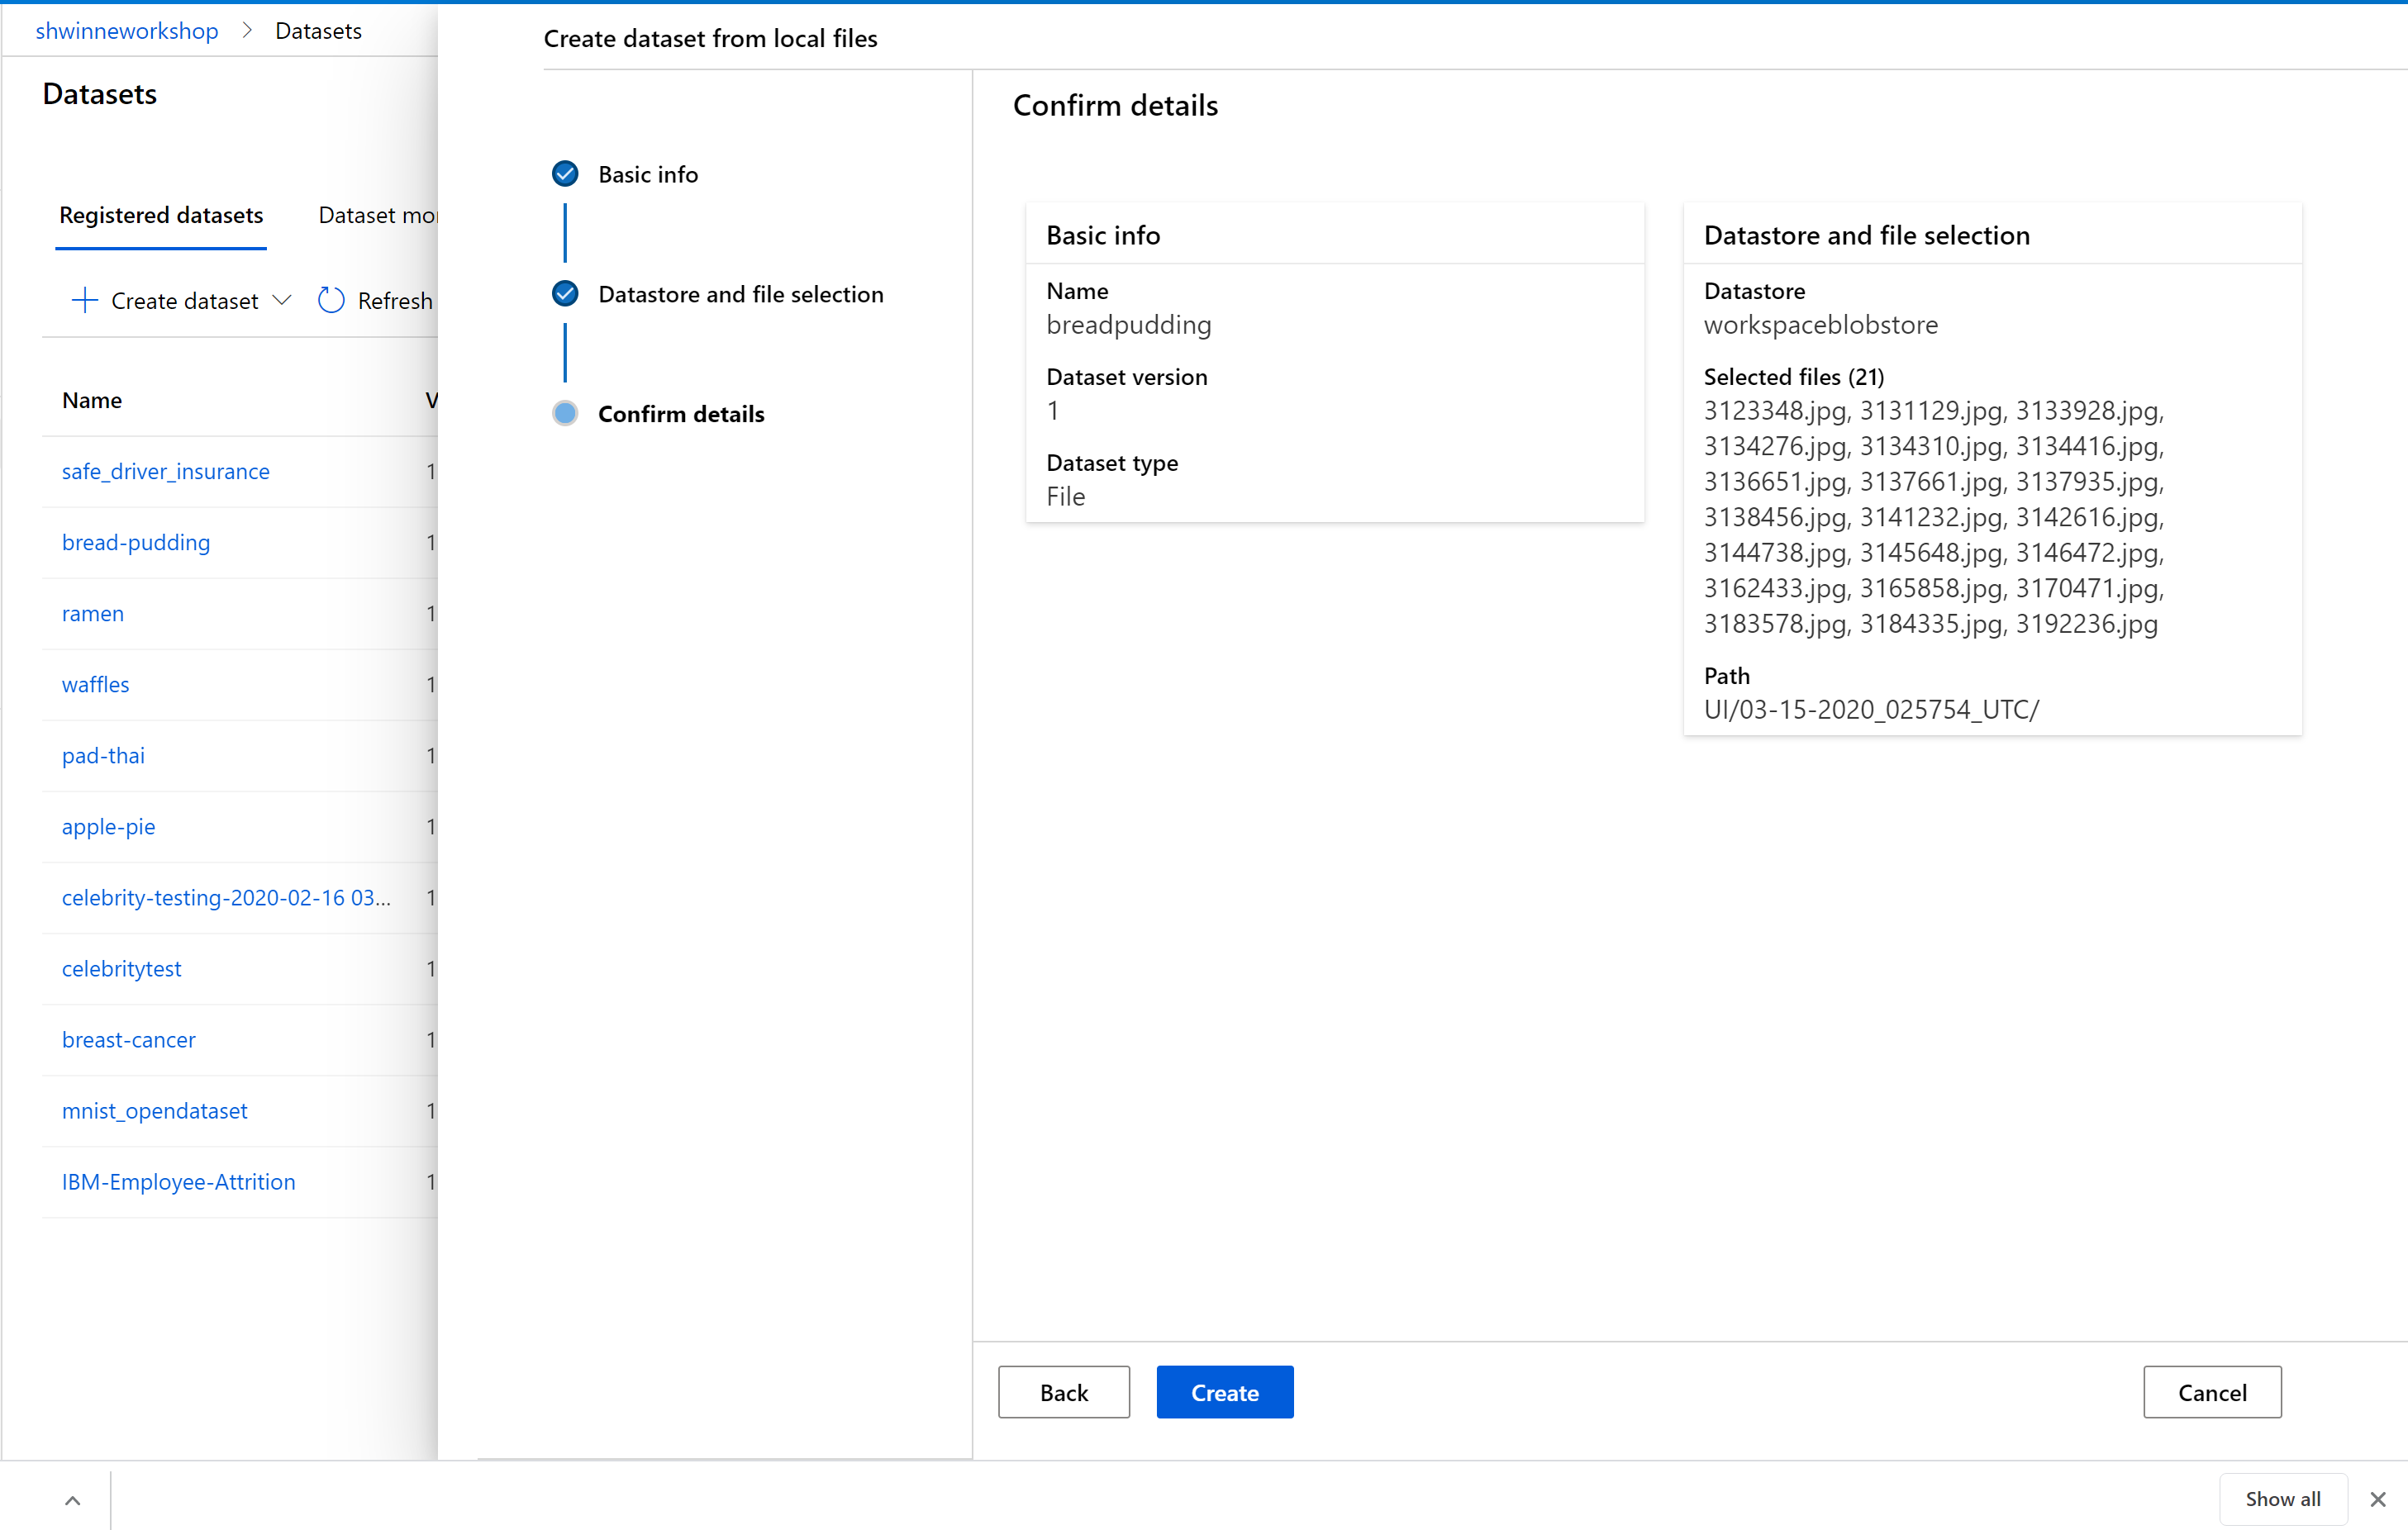 shwinneworkshop > Datasets
Datasets
Registered datasets Dataset mo
Create dataset Refresh
Name V
safe_driver_insurance 1
bread-pudding 1
ramen 1
waffles 1
pad-thai 1
apple-pie 1
celebrity-testing-2020-02-16 03... 1
celebritytest 1
breast-cancer 1
mnist_opendataset 1
IBM-Employee-Attrition 1
Create dataset from local files
Basic info
Datastore and file selection
Confirm details
Confirm details
Basic info
Name
breadpudding
Dataset version
1
Dataset type
File
Datastore and file selection
Datastore
workspaceblobstore
Selected files (21)
3123348.jpg, 3131129.jpg, 3133928.jpg,
3134276.jpg, 3134310.jpg, 3134416.jpg,
3136651.jpg, 3137661.jpg, 3137935.jpg,
3138456.jpg, 3141232.jpg, 3142616.jpg,
3144738.jpg, 3145648.jpg, 3146472.jpg,
3162433.jpg, 3165858.jpg, 3170471.jpg,
3183578.jpg, 3184335.jpg, 3192236.jpg
Path
UI/03-15-2020_025754_UTC/
Back Create Cancel
Show all